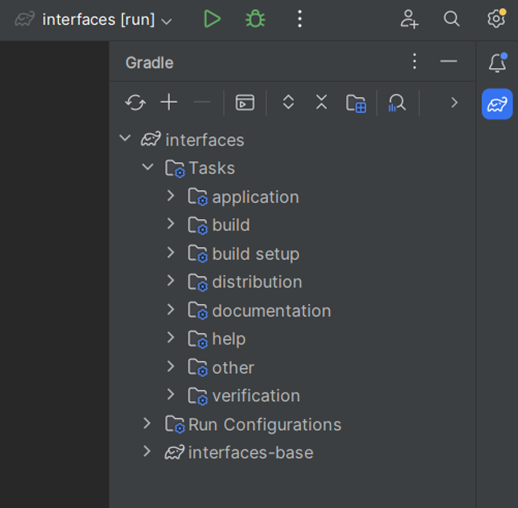 interfaces [run]
Gradle
interfaces
Tasks
application
build
build setup
distribution
documentation
help
other
verification
Run Configurations
interfaces-base